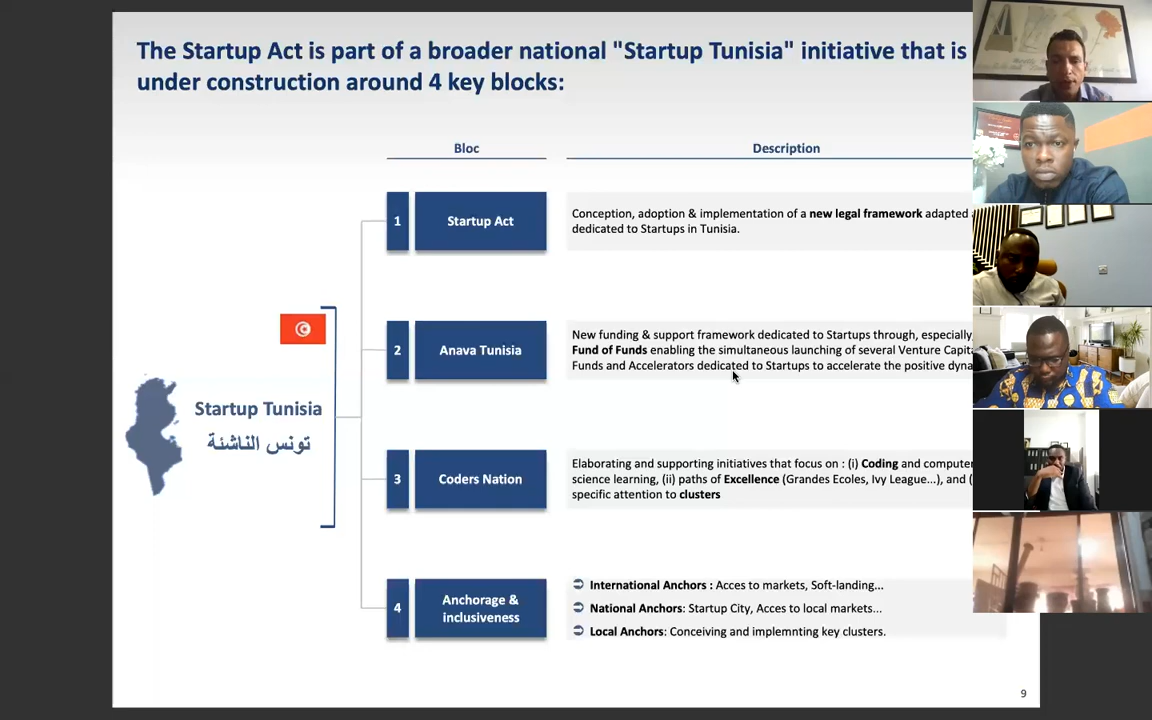 The Startup Act is part of a broader national "Startup Tunisia" initiative that is
under construction around 4 key blocks:
Bloc
Description
1
Startup Act
Conception, adoption & implementation of a new legal framework adapted
dedicated to Startups in Tunisia.
2
Anava Tunisia
New funding & support framework dedicated to Startups through, especially
Fund of Funds enabling the simultaneous launching of several Venture
Funds and Accelerators dedicated to Startups to accelerate the positive
Startup Tunisia
تونس الناشئة
3
Coders Nation
Elaborating and supporting initiatives that focus on : (i) Coding and computer
science learning, (ii) paths of Excellence (Grandes Ecoles, Ivy League...), and
specific attention to clusters
4
Anchorage &
inclusiveness
International Anchors : Acces to markets, Soft-landing...
National Anchors: Startup City, Acces to local markets...
Local Anchors: Conceiving and implemnting key clusters.
9